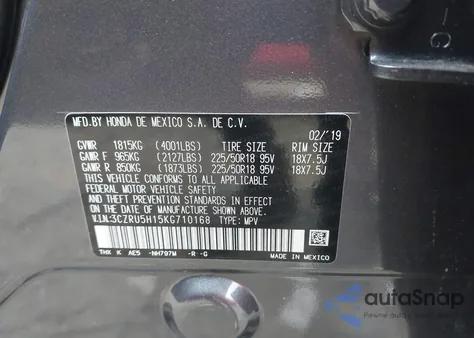 -G
MFD.BY HONDA DE MEXICO S.A. DE C.V.
02/'19
GVWR 1815KG (4001LBS) TIRE SIZE RIM SIZE
GAWR F 965KG (2127LBS) 225/50R18 95V 18X7.5J
GAWR R 850KG (1873LBS) 225/50R18 95V 18X7.5J
THIS VEHICLE CONFORMS TO ALL APPLICABLE
FEDERAL MOTOR VEHICLE SAFETY, BUMPER,
AND THEFT PREVENTION STANDARDS IN EFFECT
ON THE DATE OF MANUFACTURE SHOWN ABOVE.
V.I.N:3CZRU5H15KG710168 TYPE: MPV
THX K AE5 -NH797M -R -G MADE IN MEXICO
autoSnap